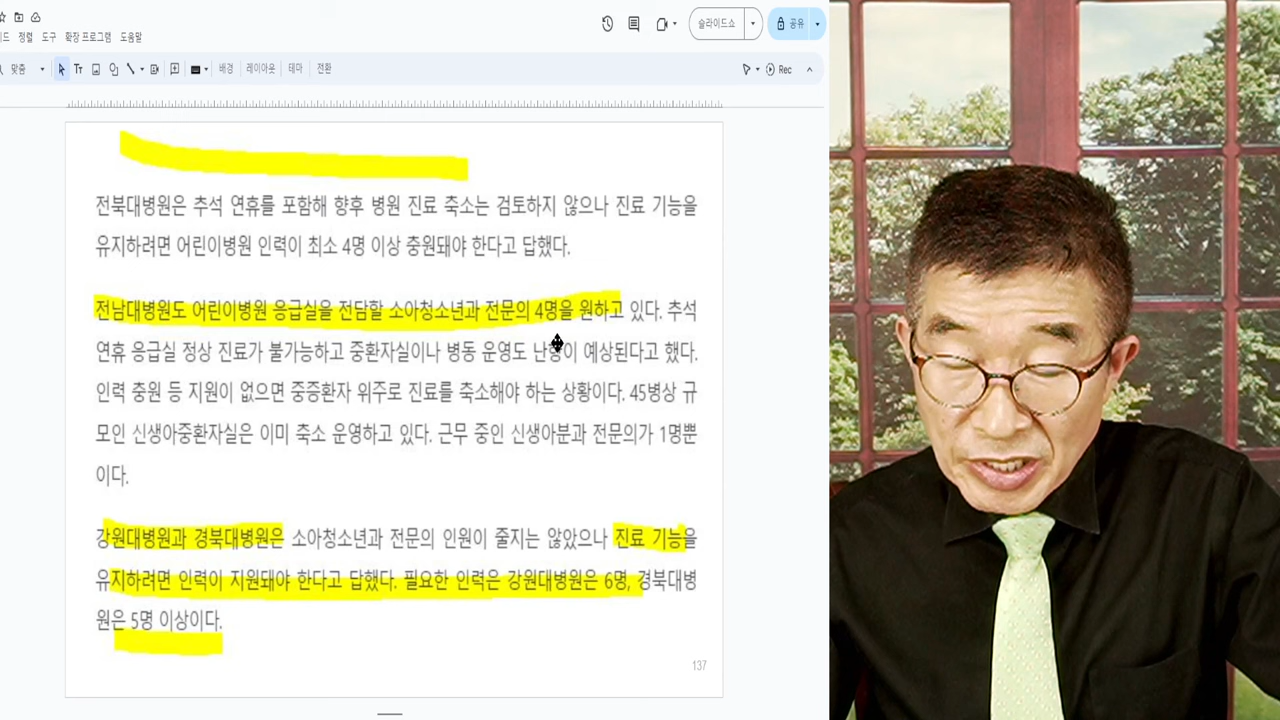 정렬 도구 확장 프로그램 도움말
슬라이드쇼
공유
맞춤
Tт
배경 레이아웃 테마 전환
Rec
전북대병원은 추석 연휴를 포함해 향후 병원 진료 축소는 검토하지 않으나 진료 기능을
유지하려면 어린이병원 인력이 최소 4명 이상 충원돼야 한다고 답했다.
전남대병원도 어린이병원 응급실을 전담할 소아청소년과 전문의 4명을 원하고 있다. 추석
연휴 응급실 정상 진료가 불가능하고 중환자실이나 병동 운영도 난항이 예상된다고 했다.
인력 충원 등 지원이 없으면 중증환자 위주로 진료를 축소해야 하는 상황이다. 45병상 규
모인 신생아중환자실은 이미 축소 운영하고 있다. 근무 중인 신생아분과 전문의가 1명뿐
이다.
강원대병원과 경북대병원은 소아청소년과 전문의 인원이 줄지는 않았으나 진료 기능을
유지하려면 인력이 지원돼야 한다고 답했다. 필요한 인력은 강원대병원은 6명, 경북대병
원은 5명 이상이다.
137